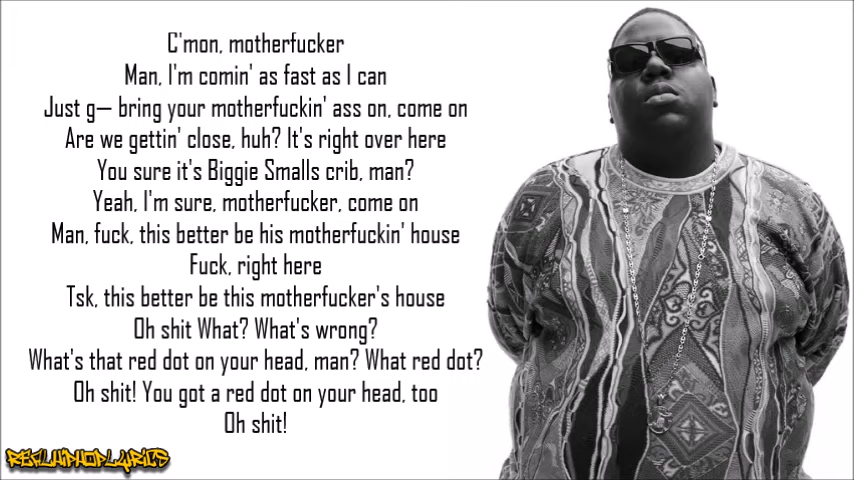 C'mon, motherfucker
Man, I'm comin' as fast as I can
Just g— bring your motherfuckin' ass on, come on
Are we gettin' close, huh? It's right over here
You sure it's Biggie Smalls crib, man?
Yeah, I'm sure, motherfucker, come on
Man, fuck, this better be his motherfuckin' house
Fuck, right here
Tsk, this better be this motherfucker's house
Oh shit What? What's wrong?
What's that red dot on your head, man? What red dot?
Oh shit! You got a red dot on your head, too
Oh shit!
REALHIPHOPLYRICS